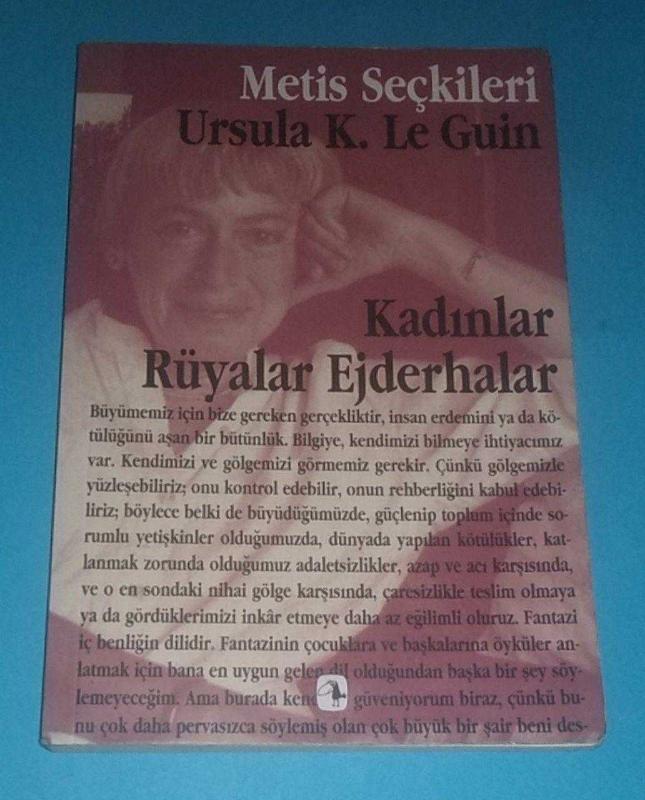 Metis Seçkileri
Ursula K. Le Guin
Kadınlar
Rüyalar Ejderhalar
Büyümemiz için bize gereken gerçekliktir, insan erdemini ya da kö-
tülüğünü aşan bir bütünlük. Bilgiye, kendimizi bilmeye ihtiyacımız
var. Kendimizi ve gölgemizi görmemiz gerekir. Çünkü gölgemizle
yüzleşebiliriz; onu kontrol edebilir, onun rehberliğini kabul edebi-
liriz; böylece belki de büyüdüğümüzde, güçlenip toplum içinde so-
rumlu yetişkinler olduğumuzda, dünyada yapılan kötülükler, kat-
lanmak zorunda olduğumuz adaletsizlikler, azap ve acı karşısında,
ve o en sondaki nihai gölge karşısında, çaresizlikle teslim olmaya
ya da gördüklerimizi inkâr etmeye daha az eğilimli oluruz. Fantazi
iç benliğin dilidir. Fantazinin çocuklara ve başkalarına öyküler an-
latmak için bana en uygun gelen dil olduğundan başka bir şey söy-
lemeyeceğim. Ama burada ken güveniyorum biraz, çünkü bu-
nu çok daha pervasızca söylemiş olan çok büyük bir şair beni des-